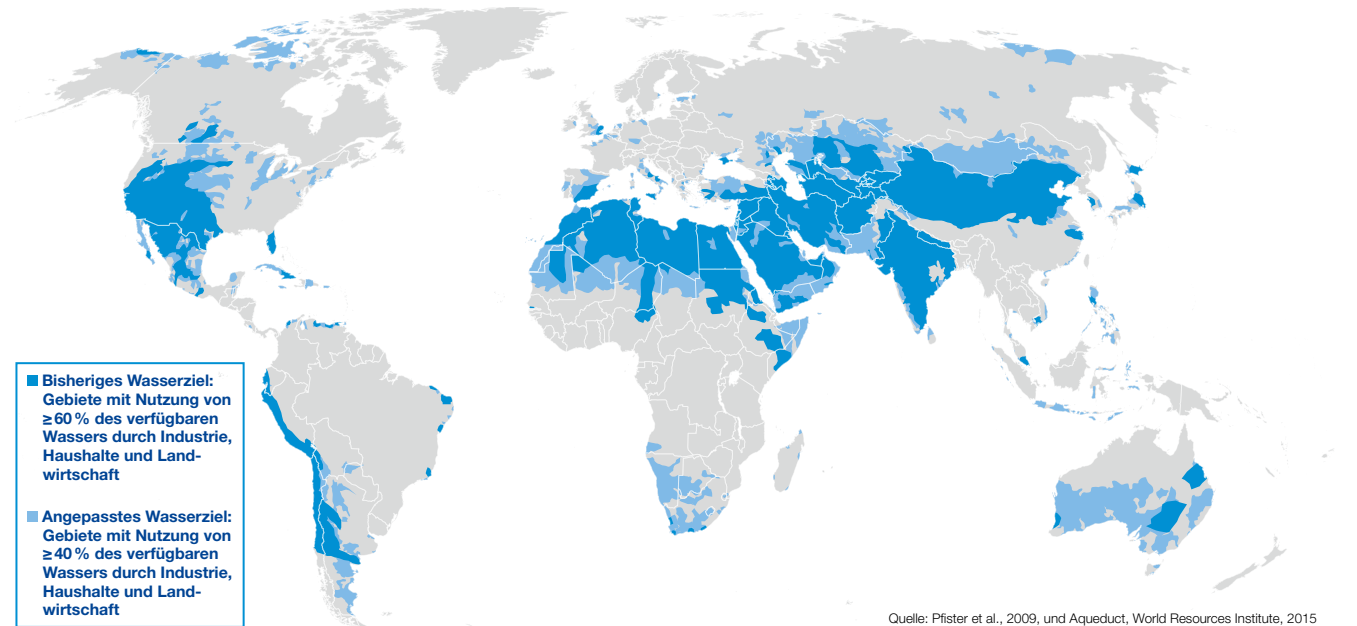 Bisheriges Wasserziel:
Gebiete mit Nutzung von
≥60 % des verfügbaren
Wassers durch Industrie,
Haushalte und Land-
wirtschaft
Angepasstes Wasserziel:
Gebiete mit Nutzung von
≥40 % des verfügbaren
Wassers durch Industrie,
Haushalte und Land-
wirtschaft
Quelle: Pfister et al., 2009, und Aqueduct, World Resources Institute, 2015